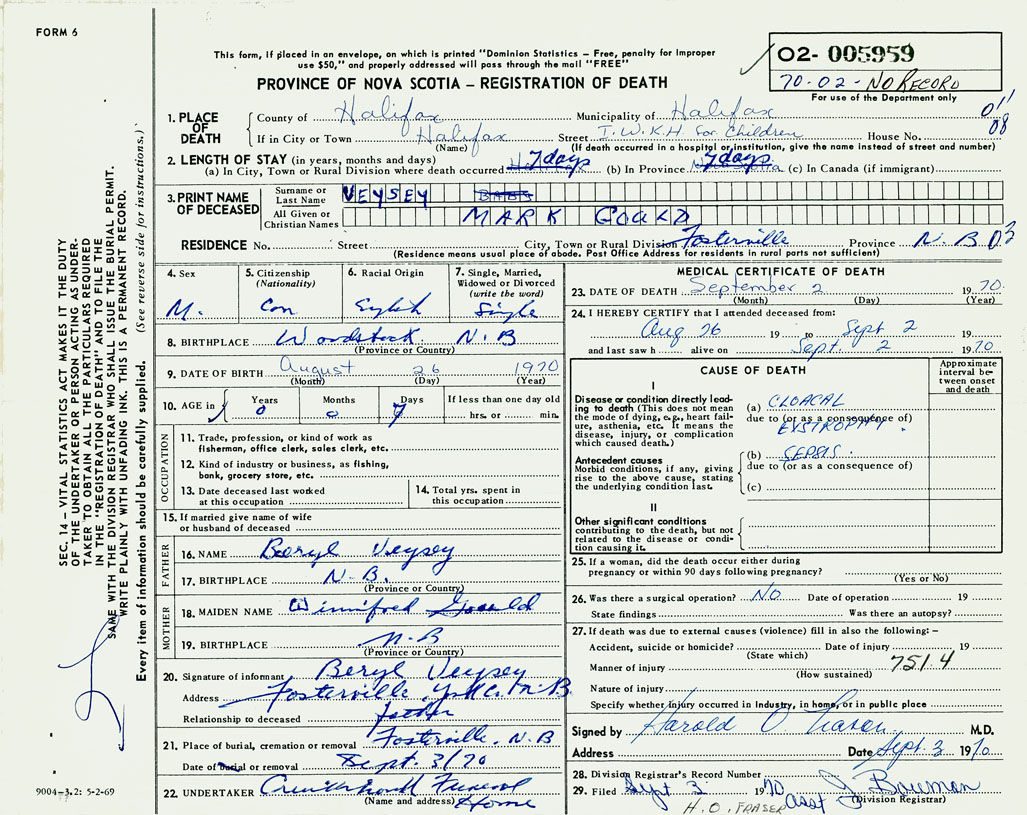 FORM 6
This form, if placed in an envelope, on which is printed "Dominion Statistics – Free, penalty for improper
use $50," and properly addressed will pass through the mail "FREE"
PROVINCE OF NOVA SCOTIA – REGISTRATION OF DEATH
02- 005959
70-02- NO RECORD
For use of the Department only
011
08
1. PLACE OF DEATH
County of Halifax Municipality of Halifax
If in City or Town Halifax Street I.W.K.H for Children House No.
(Name) (If death occurred in a hospital or institution, give the name instead of street and number)
2. LENGTH OF STAY (in years, months and days)
(a) In City, Town or Rural Division where death occurred 7 days (b) In Province 7 days (c) In Canada (if immigrant)
3. PRINT NAME OF DECEASED
Surname or Last Name VEYSEY
All Given or Christian Names MARK GOULD
RESIDENCE No. Street City, Town or Rural Division Fosterville Province N.B. 03
(Residence means usual place of abode. Post Office Address for residents in rural parts not sufficient)
4. Sex 5. Citizenship (Nationality) 6. Racial Origin 7. Single, Married, Widowed or Divorced (write the word)
M. Can English Single
8. BIRTHPLACE Woodstock N.B
(Province or Country)
9. DATE OF BIRTH August 26 1970
(Month) (Day) (Year)
10. AGE in Years Months Days If less than one day old
0 0 7 hrs. or min.
OCCUPATION
11. Trade, profession, or kind of work as
fisherman, office clerk, sales clerk, etc.
12. Kind of industry or business, as fishing,
bank, grocery store, etc.
13. Date deceased last worked at this occupation 14. Total yrs. spent in this occupation
15. If married give name of wife
or husband of deceased
FATHER
16. NAME Beryl Veysey
17. BIRTHPLACE N.B.
(Province or Country)
MOTHER
18. MAIDEN NAME Winnifred Gould
19. BIRTHPLACE N.B
(Province or Country)
20. Signature of informant Beryl Veysey
Address Fosterville York Co. N.B.
Relationship to deceased father
21. Place of burial, cremation or removal Fosterville, N.B
Date of burial or removal Sept. 3/70
22. UNDERTAKER Funeral
(Name and address) Home
9004-3.2: 5-2-69
MEDICAL CERTIFICATE OF DEATH
23. DATE OF DEATH September 2 1970
(Month) (Day) (Year)
24. I HEREBY CERTIFY that I attended deceased from:
Aug 26 19 to Sept 2
and last saw h alive on Sept. 2 1970
CAUSE OF DEATH
Approximate interval between onset and death
I
Disease or condition directly leading to death (This does not mean the mode of dying, e.g., heart failure, asthenia, etc. It means the disease, injury, or complication which caused death.)
(a) CLOACAL
due to (or as a consequence of)
EXSTROPHY.
Antecedent causes
Morbid conditions, if any, giving rise to the above cause, stating the underlying condition last.
(b) SEPSIS.
due to (or as a consequence of)
(c)
II
Other significant conditions
contributing to the death, but not related to the disease or condition causing it.
25. If a woman, did the death occur either during
pregnancy or within 90 days following pregnancy?
(Yes or No)
26. Was there a surgical operation? NO Date of operation 19
State findings Was there an autopsy?
27. If death was due to external causes (violence) fill in also the following: –
Accident, suicide or homicide? Date of injury 19
(State which)
Manner of injury 751.4
(How sustained)
Nature of injury
Specify whether Injury occurred in Industry, in home, or in public place
Signed by Harold O M.D.
Address Date Sept. 3 1970
28. Division Registrar's Record Number
29. Filed Sept 3 1970 J Bowman
H.O. FRASER Asst (Division Registrar)
SEC. 14 – VITAL STATISTICS ACT MAKES IT THE DUTY
OF THE UNDERTAKER OR PERSON ACTING AS UNDER-
TAKER TO OBTAIN ALL THE PARTICULARS REQUIRED
IN THE "REGISTRATION OF DEATH" AND TO FILE THE
SAME WITH THE DIVISION REGISTRAR WHO SHALL ISSUE THE BURIAL PERMIT.
WRITE PLAINLY WITH UNFADING INK. THIS IS A PERMANENT RECORD.
Every item of information should be carefully supplied. (See reverse side for instructions.)